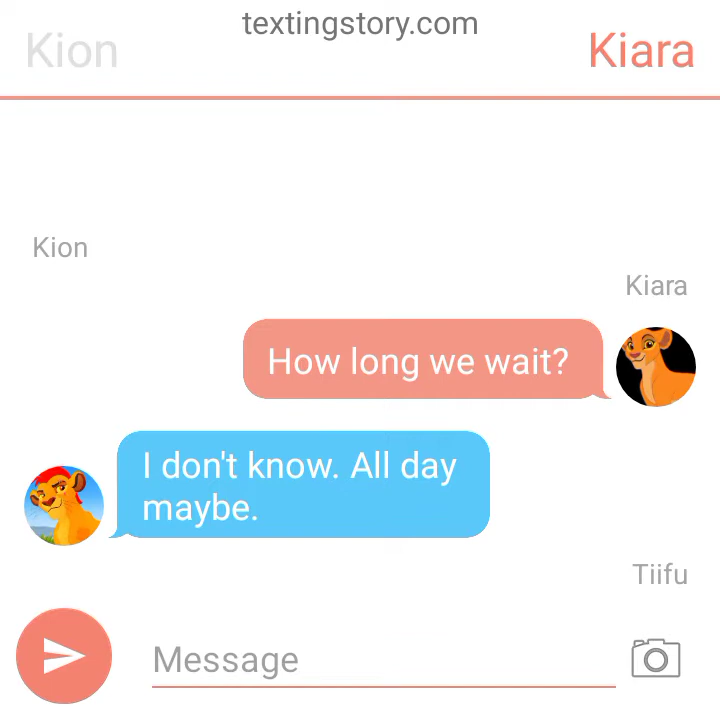 textingstory.com
Kion
Kiara
Kion
Kiara
How long we wait?
I don't know. All day
maybe.
Tiifu
Message